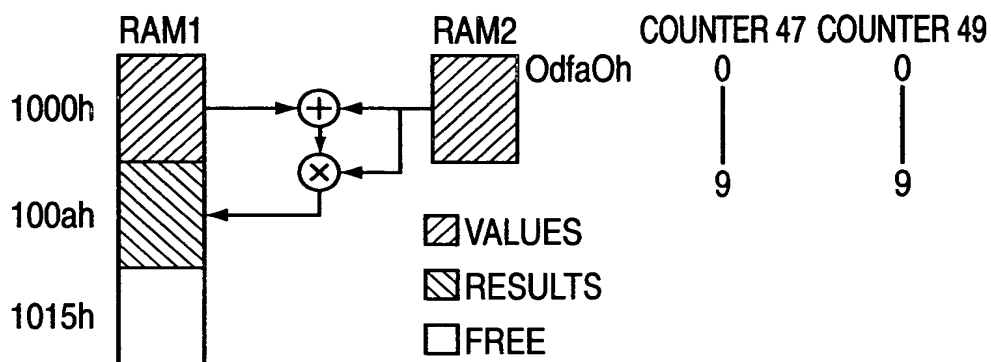 RAM1 RAM2 COUNTER 47 COUNTER 49
OdfaOh 0 0
1000h + ×
9 9
100ah
VALUES
RESULTS
1015h
FREE